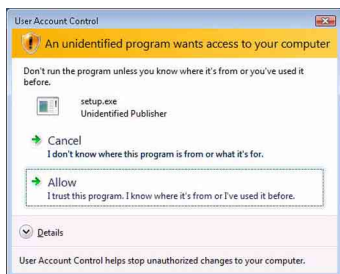 User Account Control
An unidentified program wants access to your computer
Don't run the program unless you know where it's from or you've used it
before.
setup.exe
Unidentified Publisher
Cancel
I don't know where this program is from or what it's for.
Allow
I trust this program. I know where it's from or I've used it before.
Details
User Account Control helps stop unauthorized changes to your computer.